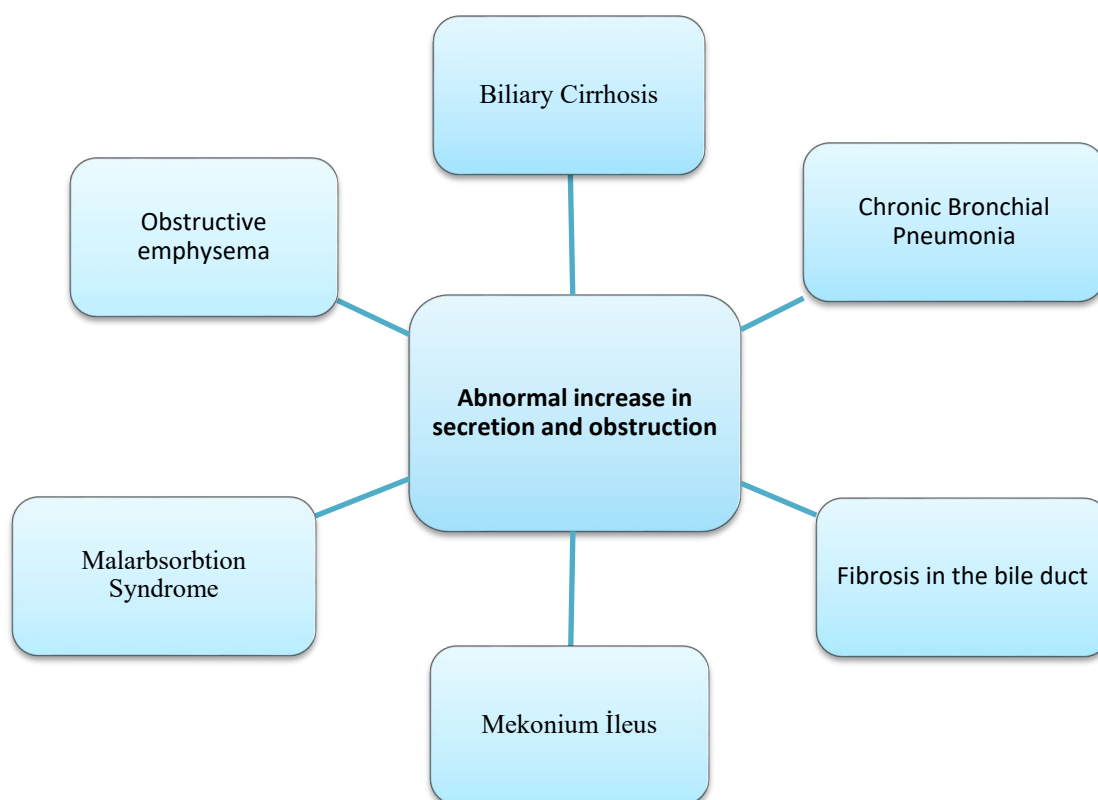 Biliary Cirrhosis
Obstructive
emphysema
Chronic Bronchial
Pneumonia
Abnormal increase in
secretion and obstruction
Malarbsorbtion
Syndrome
Fibrosis in the bile duct
Mekonium İleus